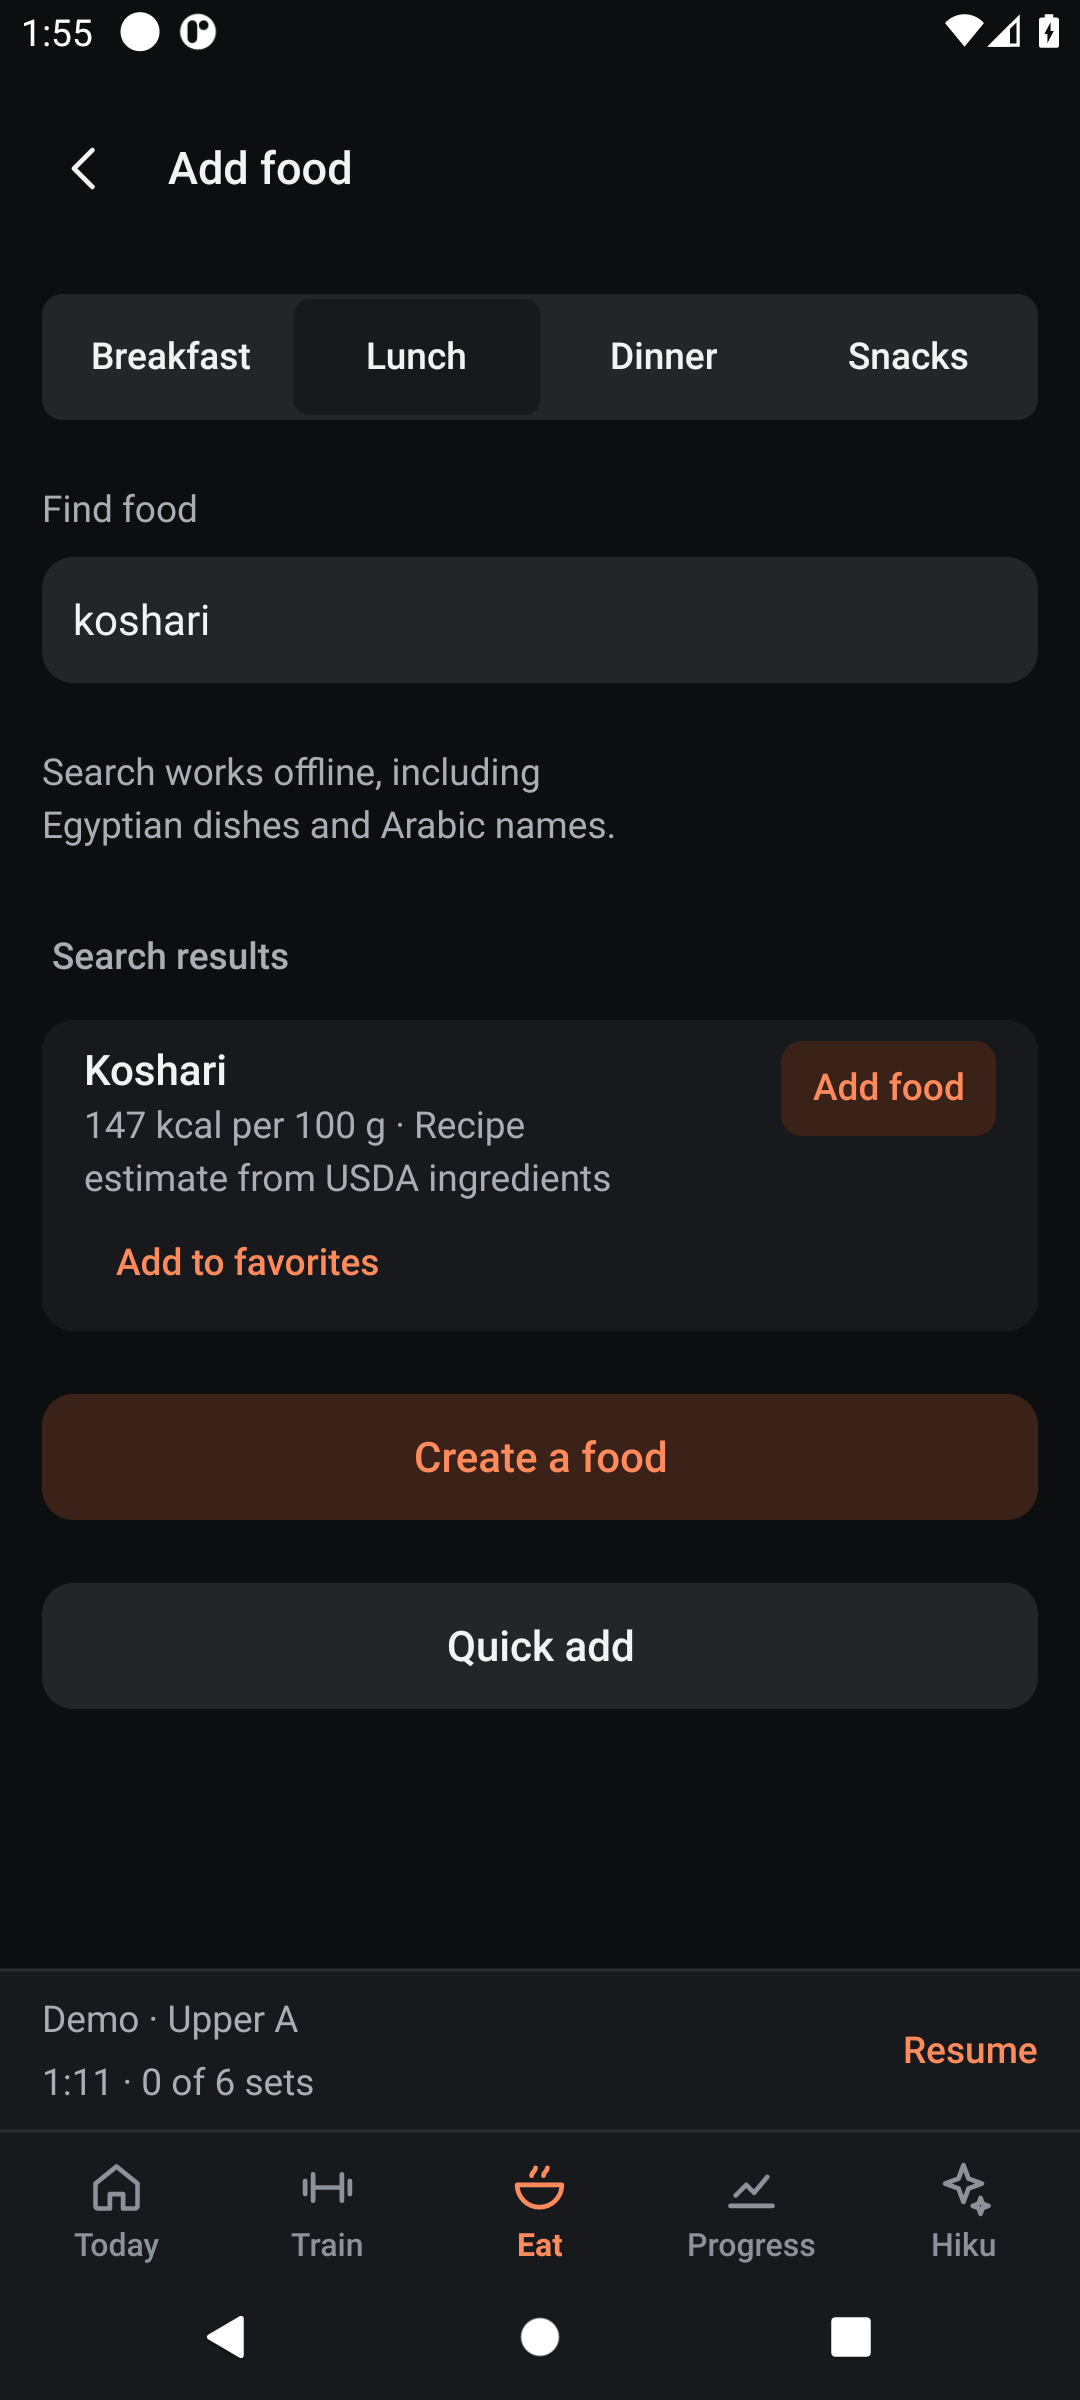 1:55
Add food
Breakfast Lunch Dinner Snacks
Find food
koshari
Search works offline, including
Egyptian dishes and Arabic names.
Search results
Koshari
Add food
147 kcal per 100 g · Recipe
estimate from USDA ingredients
Add to favorites
Create a food
Quick add
Demo · Upper A
Resume
1:11 · 0 of 6 sets
Today Train Eat Progress Hiku